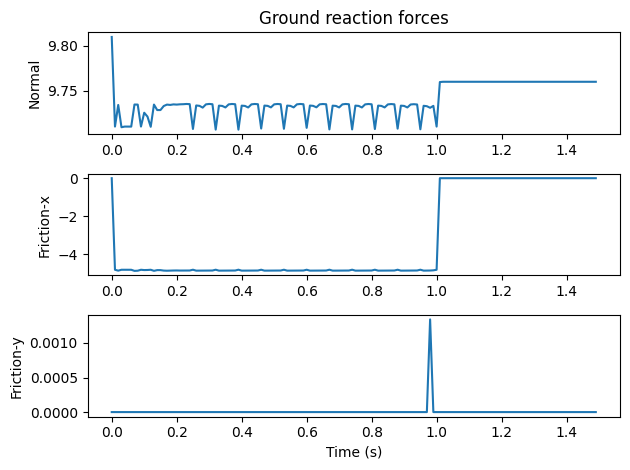 Ground reaction forces
Normal
9.80
9.75
0.0 0.2 0.4 0.6 0.8 1.0 1.2 1.4
Friction-x
0
−2
−4
0.0 0.2 0.4 0.6 0.8 1.0 1.2 1.4
Friction-y
0.0010
0.0005
0.0000
0.0 0.2 0.4 0.6 0.8 1.0 1.2 1.4
Time (s)